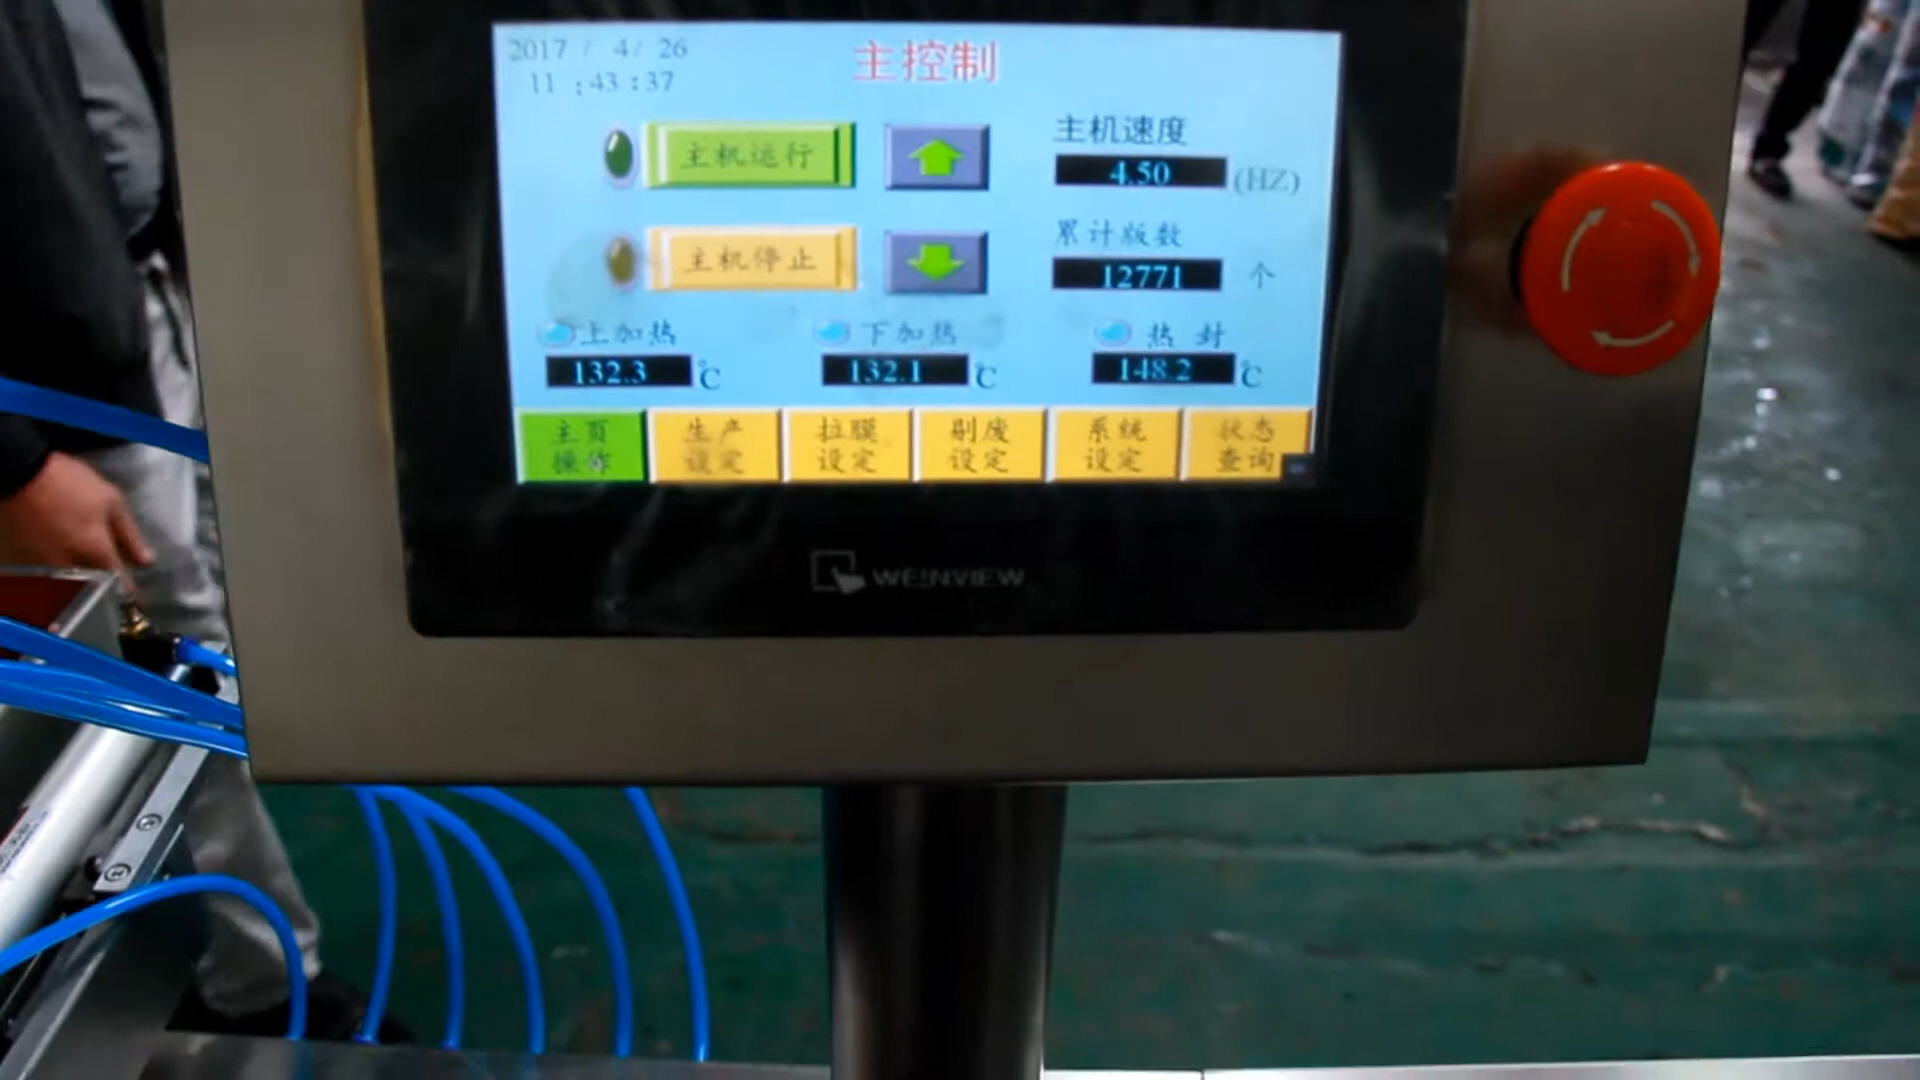 2017 / 4/ 26
主控制
11 :43:37
主机运行
主机速度
4.50 (HZ)
主机停止
累计版数
12771 个
上加热
132.3 ℃
下加热
132.1 ℃
热封
148.2 ℃
主页
操作
生产
设定
拉膜
设定
剔废
设定
系统
设定
状态
查询
WE!NVIEW